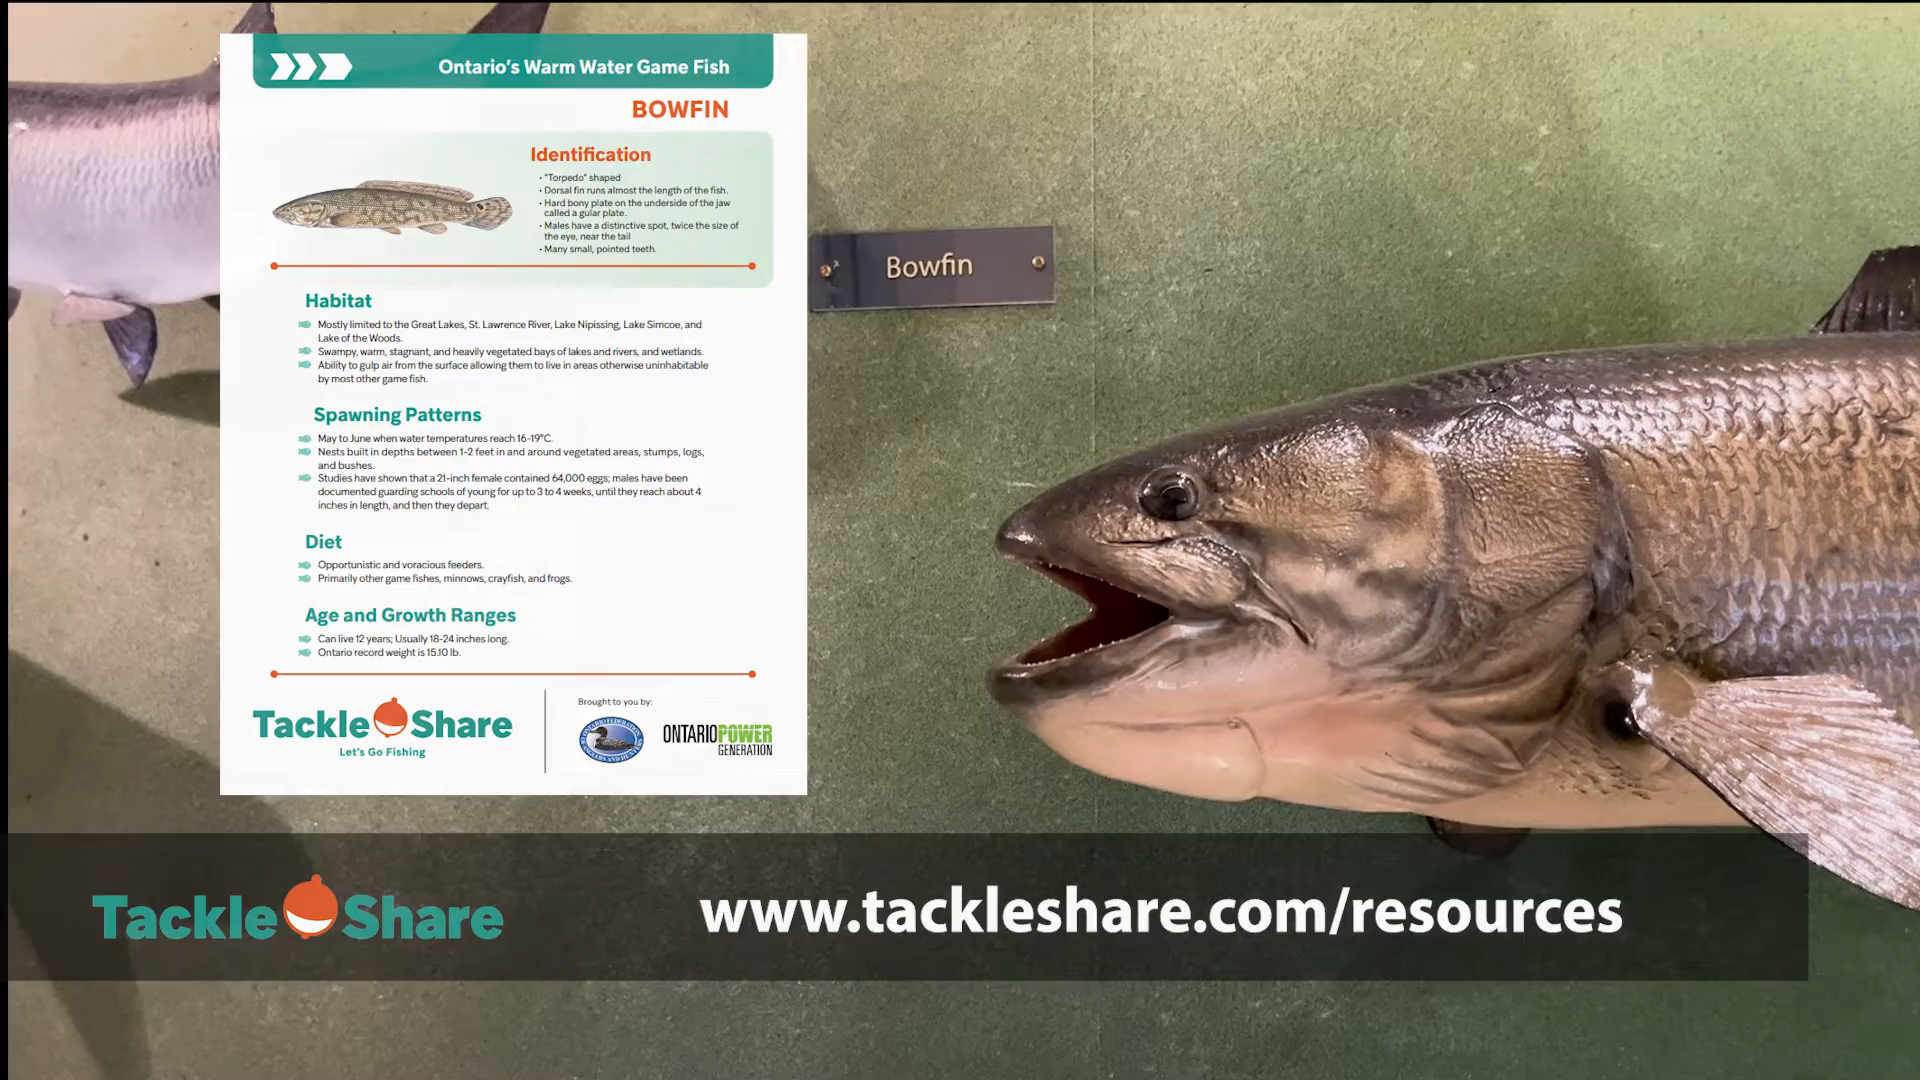 Ontario's Warm Water Game Fish
BOWFIN
Identification
• "Torpedo" shaped
• Dorsal fin runs almost the length of the fish.
• Hard bony plate on the underside of the jaw
called a gular plate.
• Males have a distinctive spot, twice the size of
the eye, near the tail
• Many small, pointed teeth.
Habitat
Mostly limited to the Great Lakes, St. Lawrence River, Lake Nipissing, Lake Simcoe, and
Lake of the Woods.
Swampy, warm, stagnant, and heavily vegetated bays of lakes and rivers, and wetlands.
Ability to gulp air from the surface allowing them to live in areas otherwise uninhabitable
by most other game fish.
Spawning Patterns
May to June when water temperatures reach 16-19°C.
Nests built in depths between 1-2 feet in and around vegetated areas, stumps, logs,
and bushes.
Studies have shown that a 21-inch female contained 64,000 eggs; males have been
documented guarding schools of young for up to 3 to 4 weeks, until they reach about 4
inches in length, and then they depart.
Diet
Opportunistic and voracious feeders.
Primarily other game fishes, minnows, crayfish, and frogs.
Age and Growth Ranges
Can live 12 years; Usually 18-24 inches long.
Ontario record weight is 15.10 lb.
Tackle Share
Let's Go Fishing
Brought to you by:
ONTARIO FEDERATION
OF ANGLERS AND HUNTERS
ONTARIOPOWER
GENERATION
Bowfin
Tackle Share
www.tackleshare.com/resources